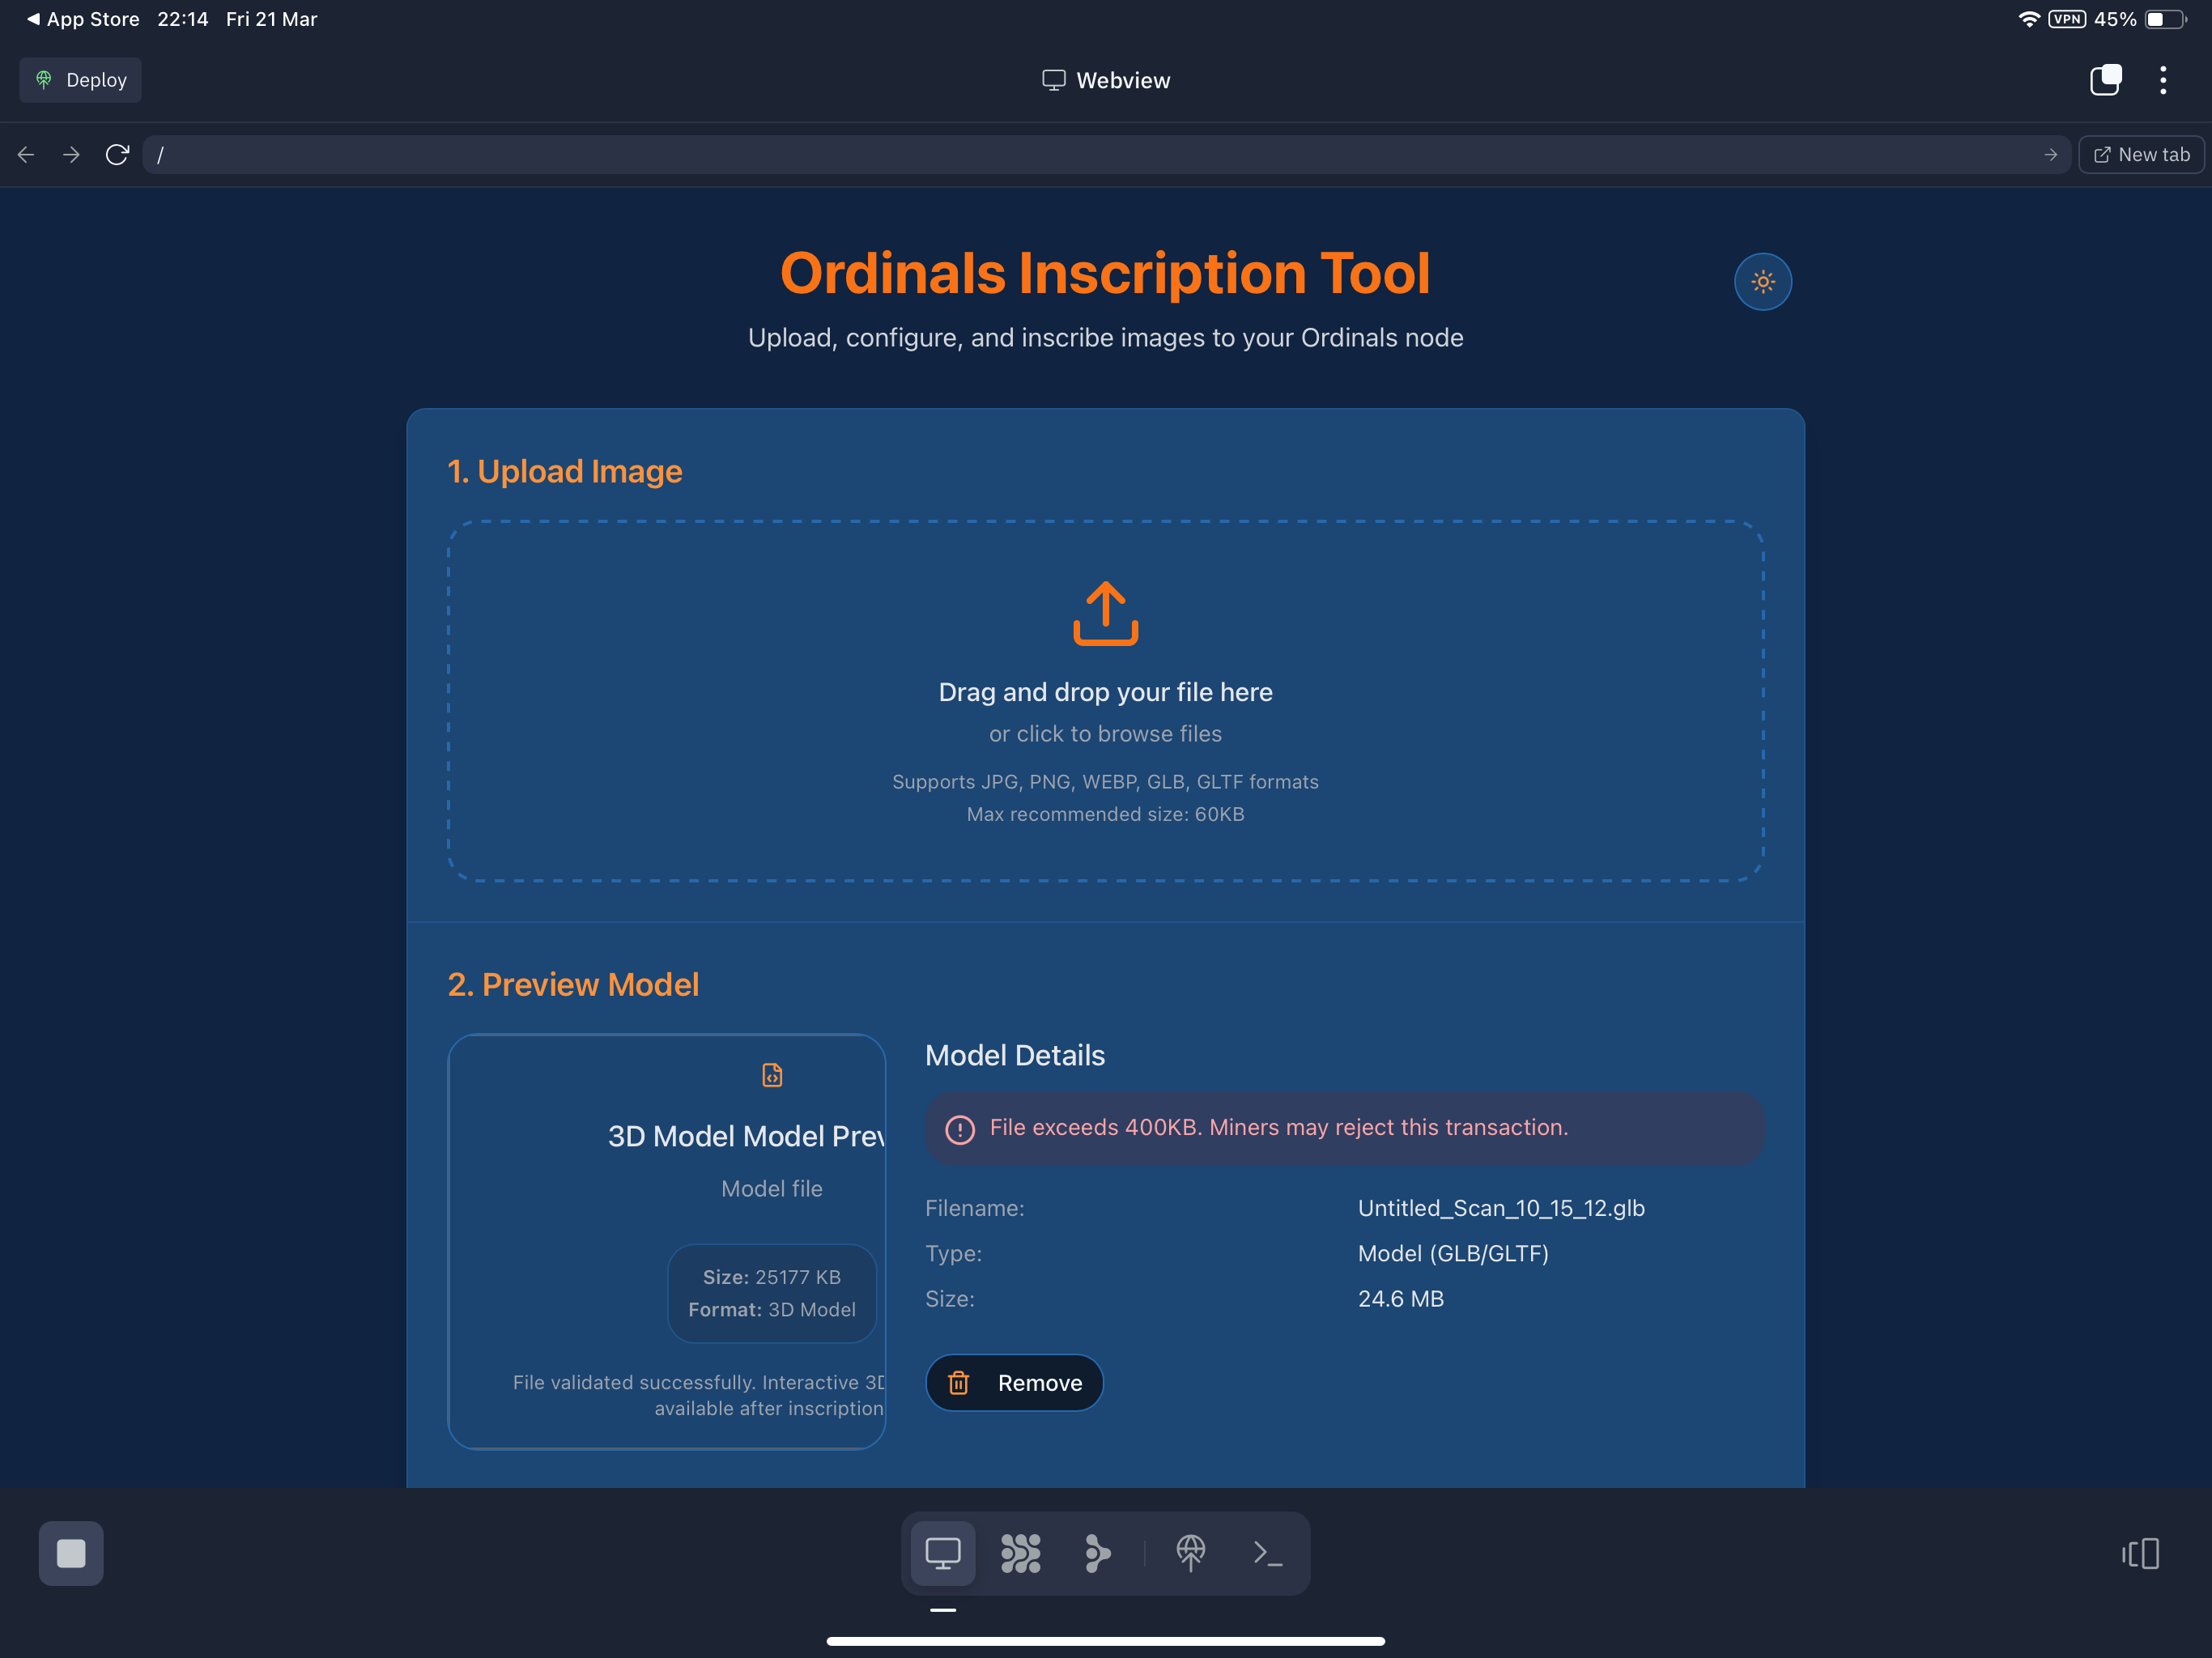 App Store 22:14 Fri 21 Mar
VPN 45%
Deploy
Webview
/
New tab
Ordinals Inscription Tool
Upload, configure, and inscribe images to your Ordinals node
1. Upload Image
Drag and drop your file here
or click to browse files
Supports JPG, PNG, WEBP, GLB, GLTF formats
Max recommended size: 60KB
2. Preview Model
3D Model Model Prev
Model file
Size: 25177 KB
Format: 3D Model
File validated successfully. Interactive 3D
available after inscription
Model Details
File exceeds 400KB. Miners may reject this transaction.
Filename: Untitled_Scan_10_15_12.glb
Type: Model (GLB/GLTF)
Size: 24.6 MB
Remove